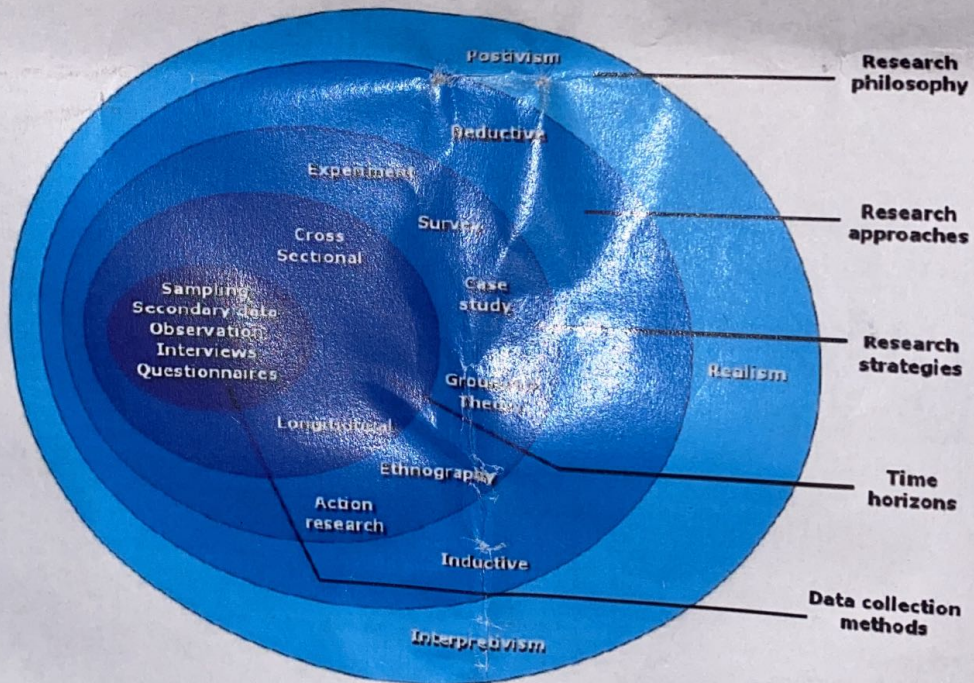 Postivism
Research
philosophy
Deductive
Experiment
Research
approaches
Survey
Cross
Sectional
Case
study
Sampling
Secondary data
Observation
Interviews
Questionnaires
Research
strategies
Realism
Grounded
Theory
Longitudinal
Ethnography
Time
horizons
Action
research
Inductive
Data collection
methods
Interpretivism